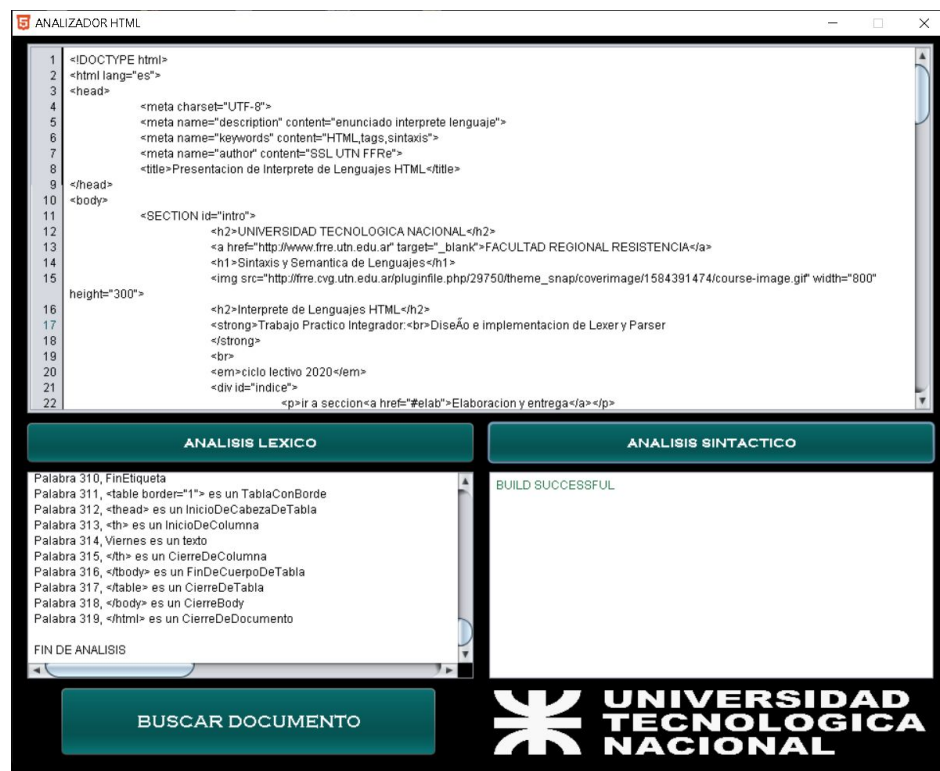 ANALIZADOR HTML
1 <!DOCTYPE html>
2 <html lang="es">
3 <head>
4 <meta charset="UTF-8">
5 <meta name="description" content="enunciado interprete lenguaje">
6 <meta name="keywords" content="HTML,tags,sintaxis">
7 <meta name="author" content="SSL UTN FFRe">
8 <title>Presentacion de Interprete de Lenguajes HTML</title>
9 </head>
10 <body>
11 <SECTION id="intro">
12 <h2>UNIVERSIDAD TECNOLOGICA NACIONAL</h2>
13 <a href="http://www.frre.utn.edu.ar" target="_blank">FACULTAD REGIONAL RESISTENCIA</a>
14 <h1>Sintaxis y Semantica de Lenguajes</h1>
15 <img src="http://frre.cvg.utn.edu.ar/pluginfile.php/29750/theme_snap/coverimage/1584391474/course-image.gif" width="800"
height="300">
16 <h2>Interprete de Lenguajes HTML</h2>
17 <strong>Trabajo Practico Integrador:<br>DiseÃo e implementacion de Lexer y Parser
18 </strong>
19 <br>
20 <em>ciclo lectivo 2020</em>
21 <div id="indice">
22 <p>ir a seccion<a href="#elab">Elaboracion y entrega</a></p>
ANALISIS LEXICO
ANALISIS SINTACTICO
Palabra 310, FinEtiqueta
Palabra 311, <table border="1"> es un TablaConBorde
Palabra 312, <thead> es un InicioDeCabezaDeTabla
Palabra 313, <th> es un InicioDeColumna
Palabra 314, Viernes es un texto
Palabra 315, </th> es un CierreDeColumna
Palabra 316, </tbody> es un FinDeCuerpoDeTabla
Palabra 317, </table> es un CierreDeTabla
Palabra 318, </body> es un CierreBody
Palabra 319, </html> es un CierreDeDocumento
FIN DE ANALISIS
BUILD SUCCESSFUL
BUSCAR DOCUMENTO
UNIVERSIDAD
TECNOLOGICA
NACIONAL